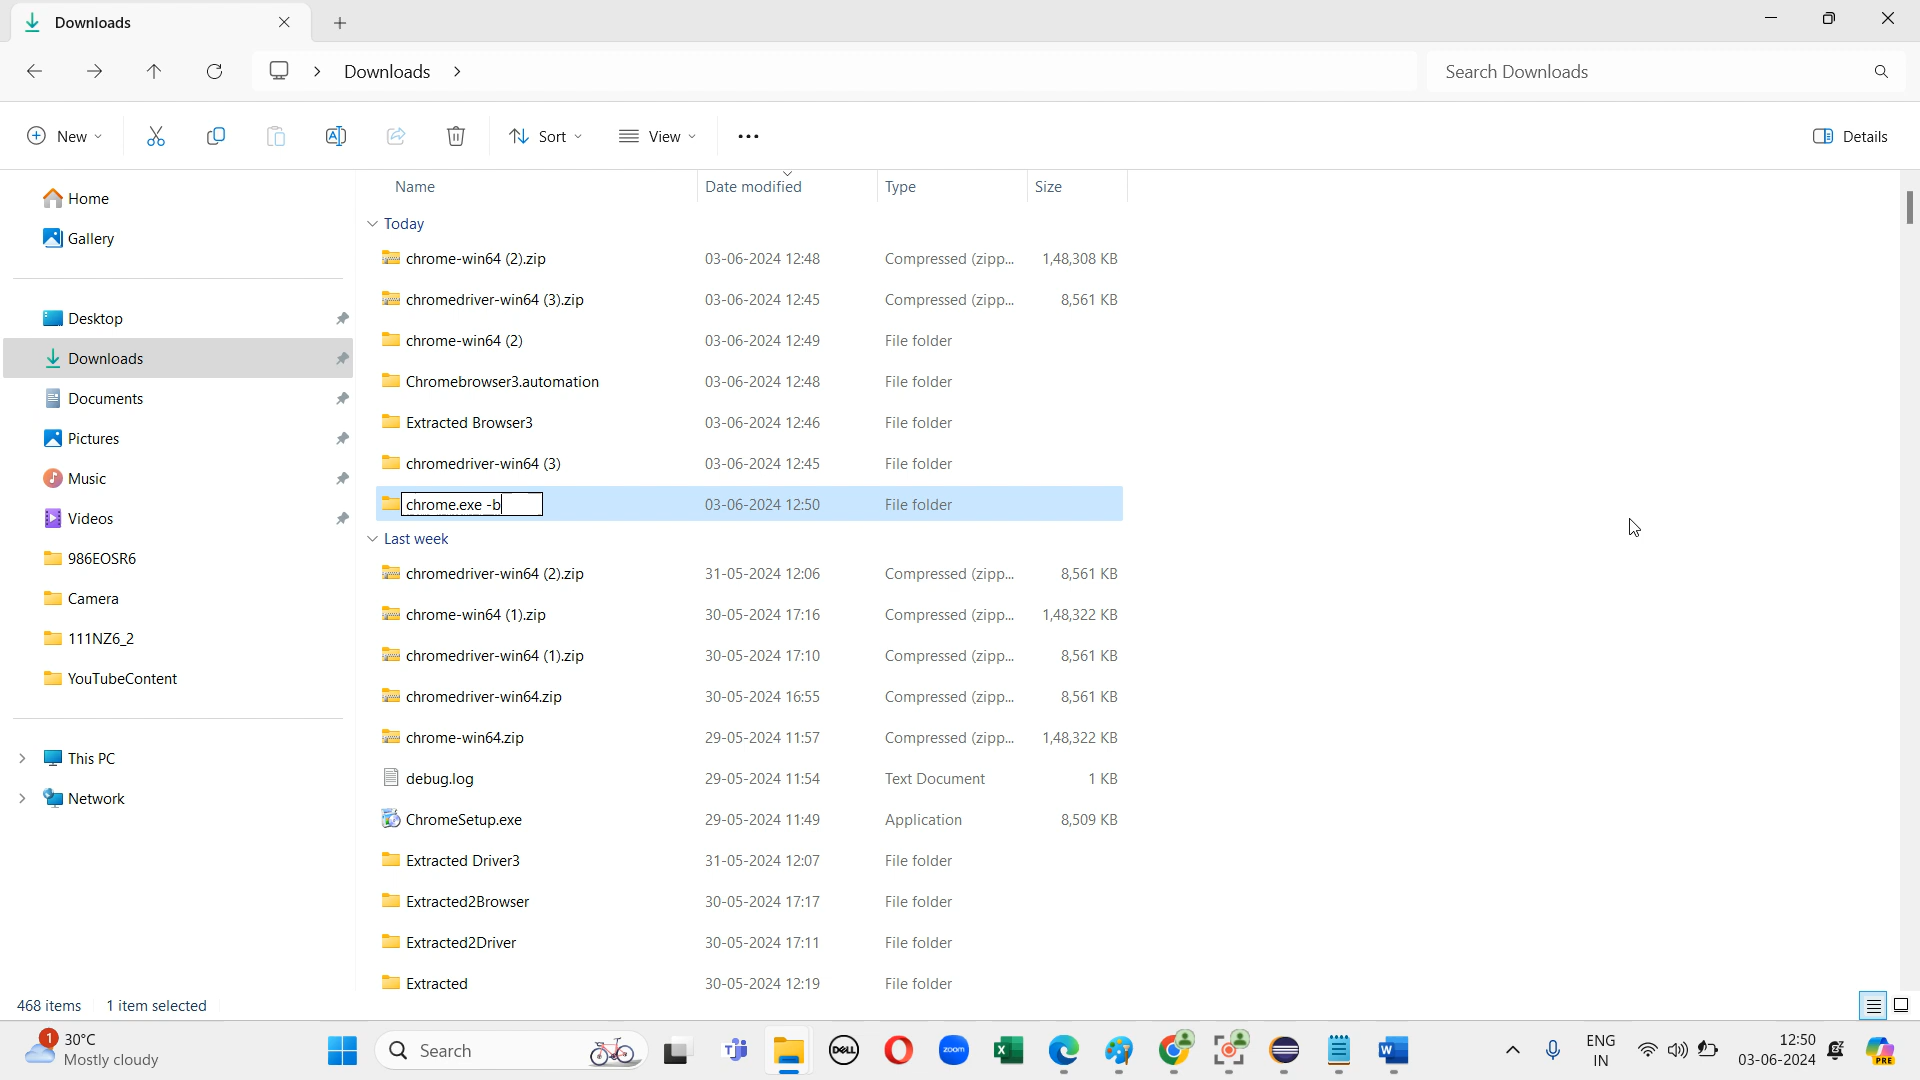 Downloads
Downloads
Search Downloads
New
Sort
View
Details
Home
Gallery
Desktop
Downloads
Documents
Pictures
Music
Videos
986EOSR6
Camera
111NZ6_2
YouTubeContent
This PC
Network
Name Date modified Type Size
Today
chrome-win64 (2).zip 03-06-2024 12:48 Compressed (zipp... 1,48,308 KB
chromedriver-win64 (3).zip 03-06-2024 12:45 Compressed (zipp... 8,561 KB
chrome-win64 (2) 03-06-2024 12:49 File folder
Chromebrowser3.automation 03-06-2024 12:48 File folder
Extracted Browser3 03-06-2024 12:46 File folder
chromedriver-win64 (3) 03-06-2024 12:45 File folder
chrome.exe -b 03-06-2024 12:50 File folder
Last week
chromedriver-win64 (2).zip 31-05-2024 12:06 Compressed (zipp... 8,561 KB
chrome-win64 (1).zip 30-05-2024 17:16 Compressed (zipp... 1,48,322 KB
chromedriver-win64 (1).zip 30-05-2024 17:10 Compressed (zipp... 8,561 KB
chromedriver-win64.zip 30-05-2024 16:55 Compressed (zipp... 8,561 KB
chrome-win64.zip 29-05-2024 11:57 Compressed (zipp... 1,48,322 KB
debug.log 29-05-2024 11:54 Text Document 1 KB
ChromeSetup.exe 29-05-2024 11:49 Application 8,509 KB
Extracted Driver3 31-05-2024 12:07 File folder
Extracted2Browser 30-05-2024 17:17 File folder
Extracted2Driver 30-05-2024 17:11 File folder
Extracted 30-05-2024 12:19 File folder
468 items 1 item selected
1
30°C
Mostly cloudy
Search
DELL
zoom
ENG
IN
12:50
03-06-2024
PRE